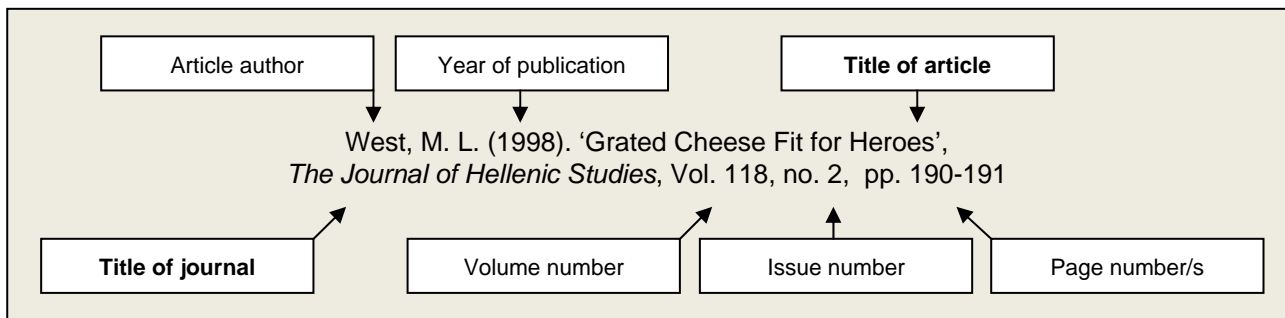 Article author
Year of publication
Title of article
West, M. L. (1998). ‘Grated Cheese Fit for Heroes’,
The Journal of Hellenic Studies, Vol. 118, no. 2,  pp. 190-191
Title of journal
Volume number
Issue number
Page number/s